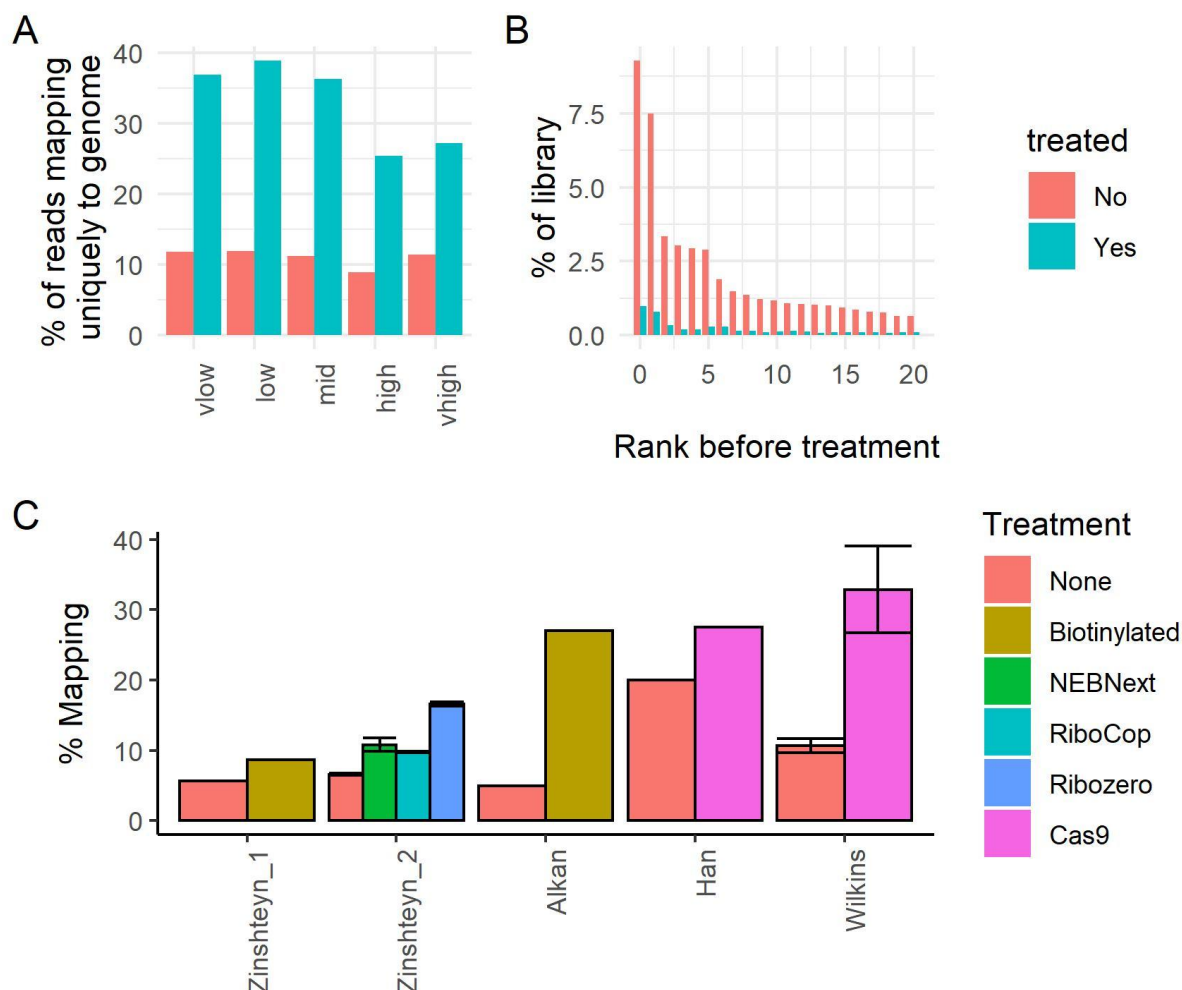 A
% of reads mapping
uniquely to genome
40
30
20
10
0
vlow
low
mid
high
vhigh
B
% of library
7.5
5.0
2.5
0.0
0
5
10
15
20
Rank before treatment
treated
No
Yes
C
% Mapping
40
30
20
10
0
Zinshteyn_1
Zinshteyn_2
Alkan
Han
Wilkins
Treatment
None
Biotinylated
NEBNext
RiboCop
Ribozero
Cas9